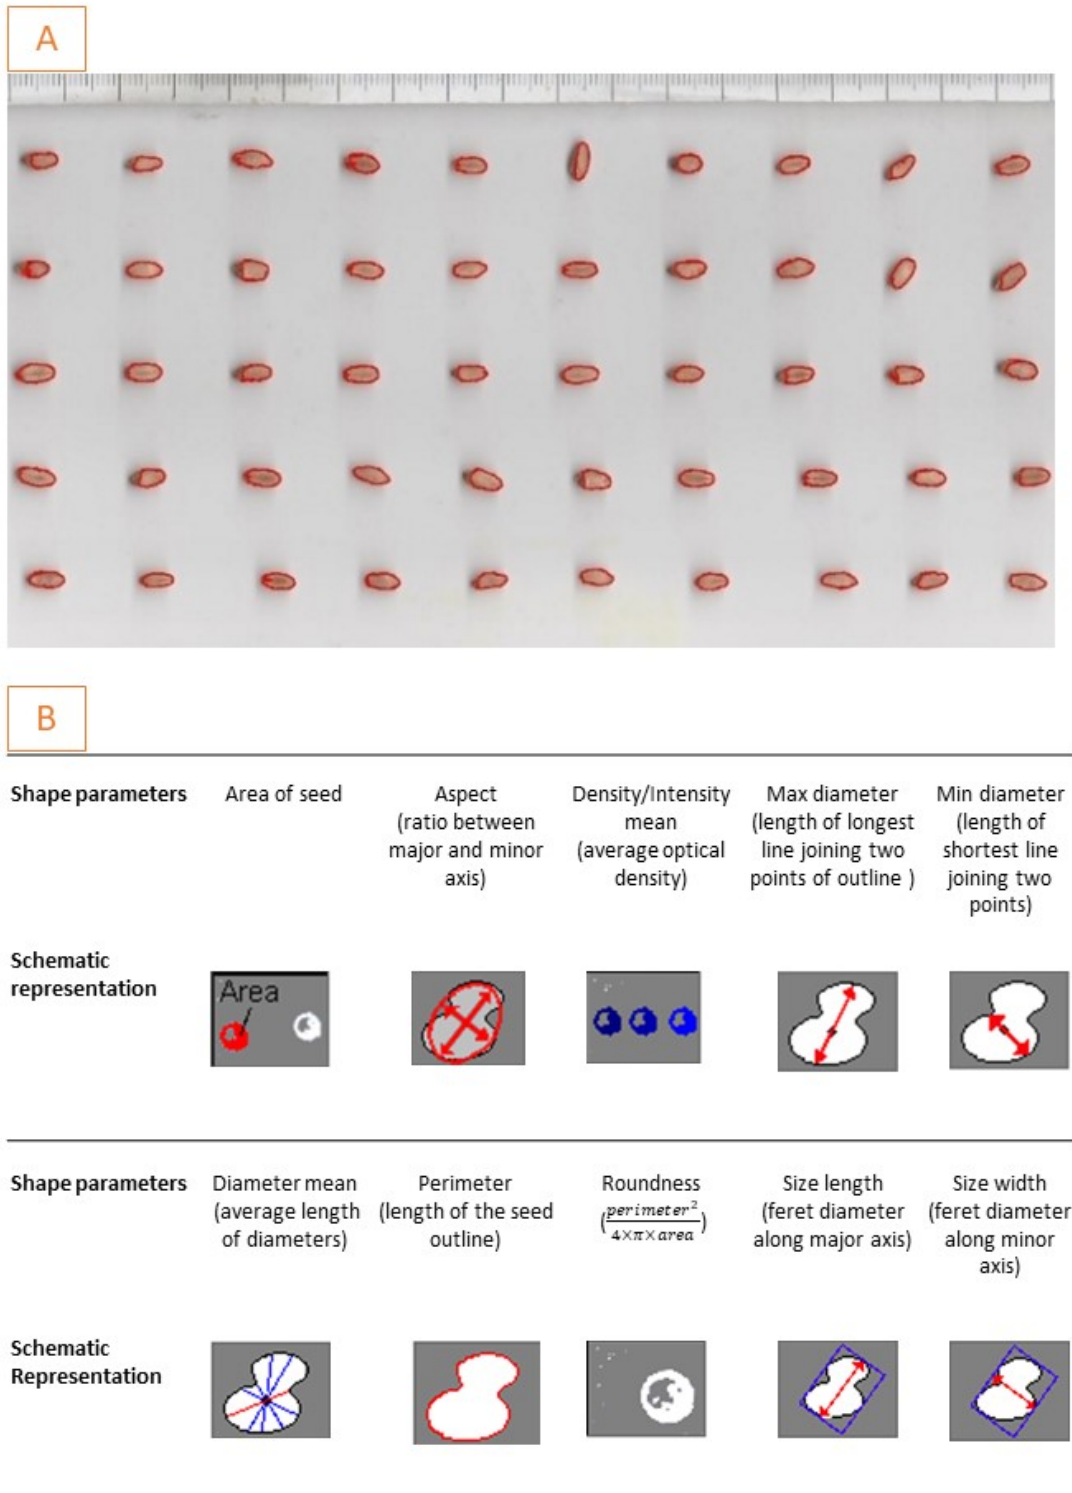 A
B
Shape parameters
Area of seed
Aspect
(ratio between
major and minor
axis)
Density/Intensity
mean
(average optical
density)
Max diameter
(length of longest
line joining two
points of outline )
Min diameter
(length of
shortest line
joining two
points)
Schematic
representation
Area
Shape parameters
Diameter mean
(average length
of diameters)
Perimeter
(length of the seed
outline)
Roundness
(perimeter²
4×π×area)
Size length
(feret diameter
along major axis)
Size width
(feret diameter
along minor
axis)
Schematic
Representation